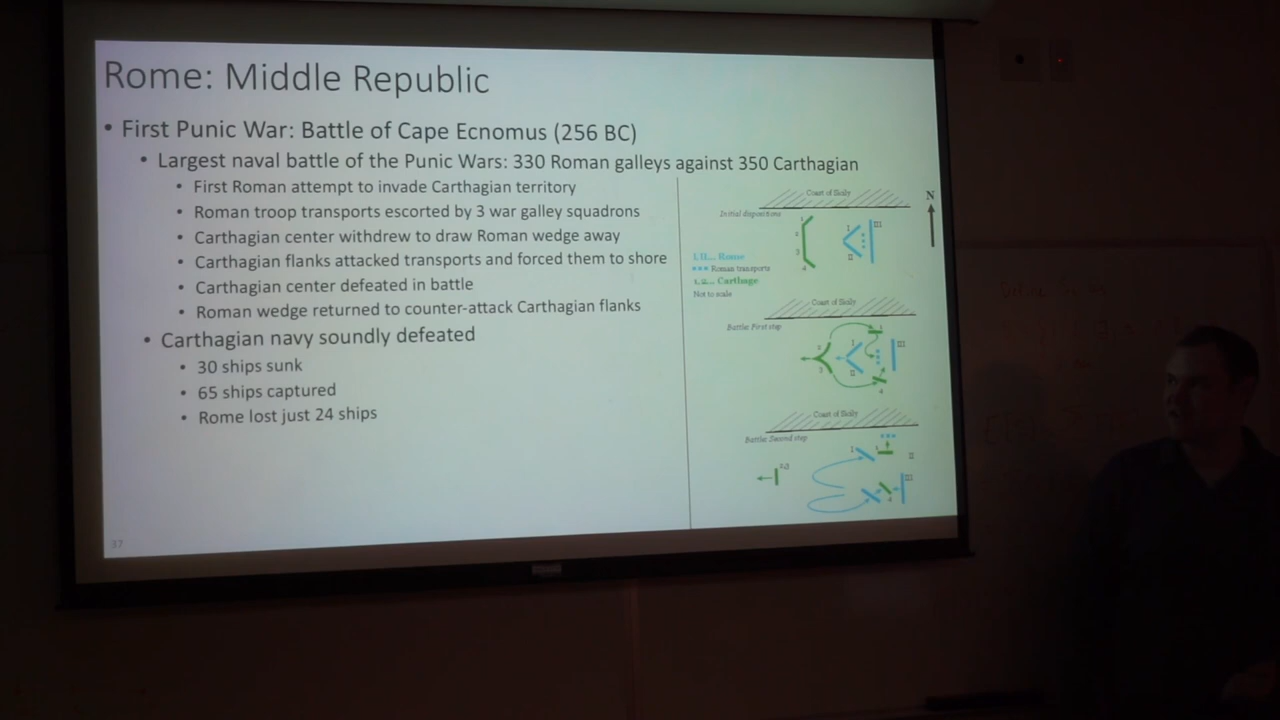 Rome: Middle Republic
• First Punic War: Battle of Cape Ecnomus (256 BC)
• Largest naval battle of the Punic Wars: 330 Roman galleys against 350 Carthagian
• First Roman attempt to invade Carthagian territory
• Roman troop transports escorted by 3 war galley squadrons
• Carthagian center withdrew to draw Roman wedge away
• Carthagian flanks attacked transports and forced them to shore
• Carthagian center defeated in battle
• Roman wedge returned to counter-attack Carthagian flanks
• Carthagian navy soundly defeated
• 30 ships sunk
• 65 ships captured
• Rome lost just 24 ships
37
Coast of Sicily
N
Initial dispositions
I, II... Rome
Roman transports
1, 2... Carthage
Not to scale
Coast of Sicily
Battle: First step
Coast of Sicily
Battle: Second step